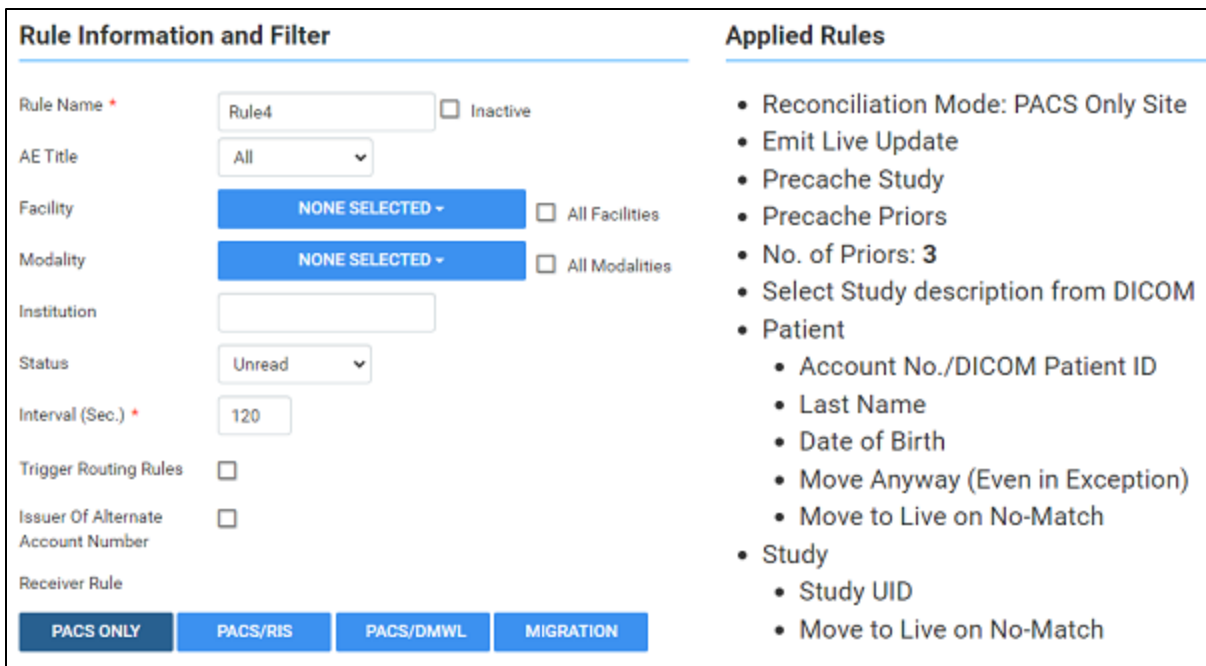 Rule Information and Filter
Rule Name *
Rule4
Inactive
AE Title
All
Facility
NONE SELECTED
All Facilities
Modality
NONE SELECTED
All Modalities
Institution
Status
Unread
Interval (Sec.) *
120
Trigger Routing Rules
Issuer Of Alternate
Account Number
Receiver Rule
PACS ONLY
PACS/RIS
PACS/DMWL
MIGRATION
Applied Rules
• Reconciliation Mode: PACS Only Site
• Emit Live Update
• Precache Study
• Precache Priors
• No. of Priors: 3
• Select Study description from DICOM
• Patient
• Account No./DICOM Patient ID
• Last Name
• Date of Birth
• Move Anyway (Even in Exception)
• Move to Live on No-Match
• Study
• Study UID
• Move to Live on No-Match